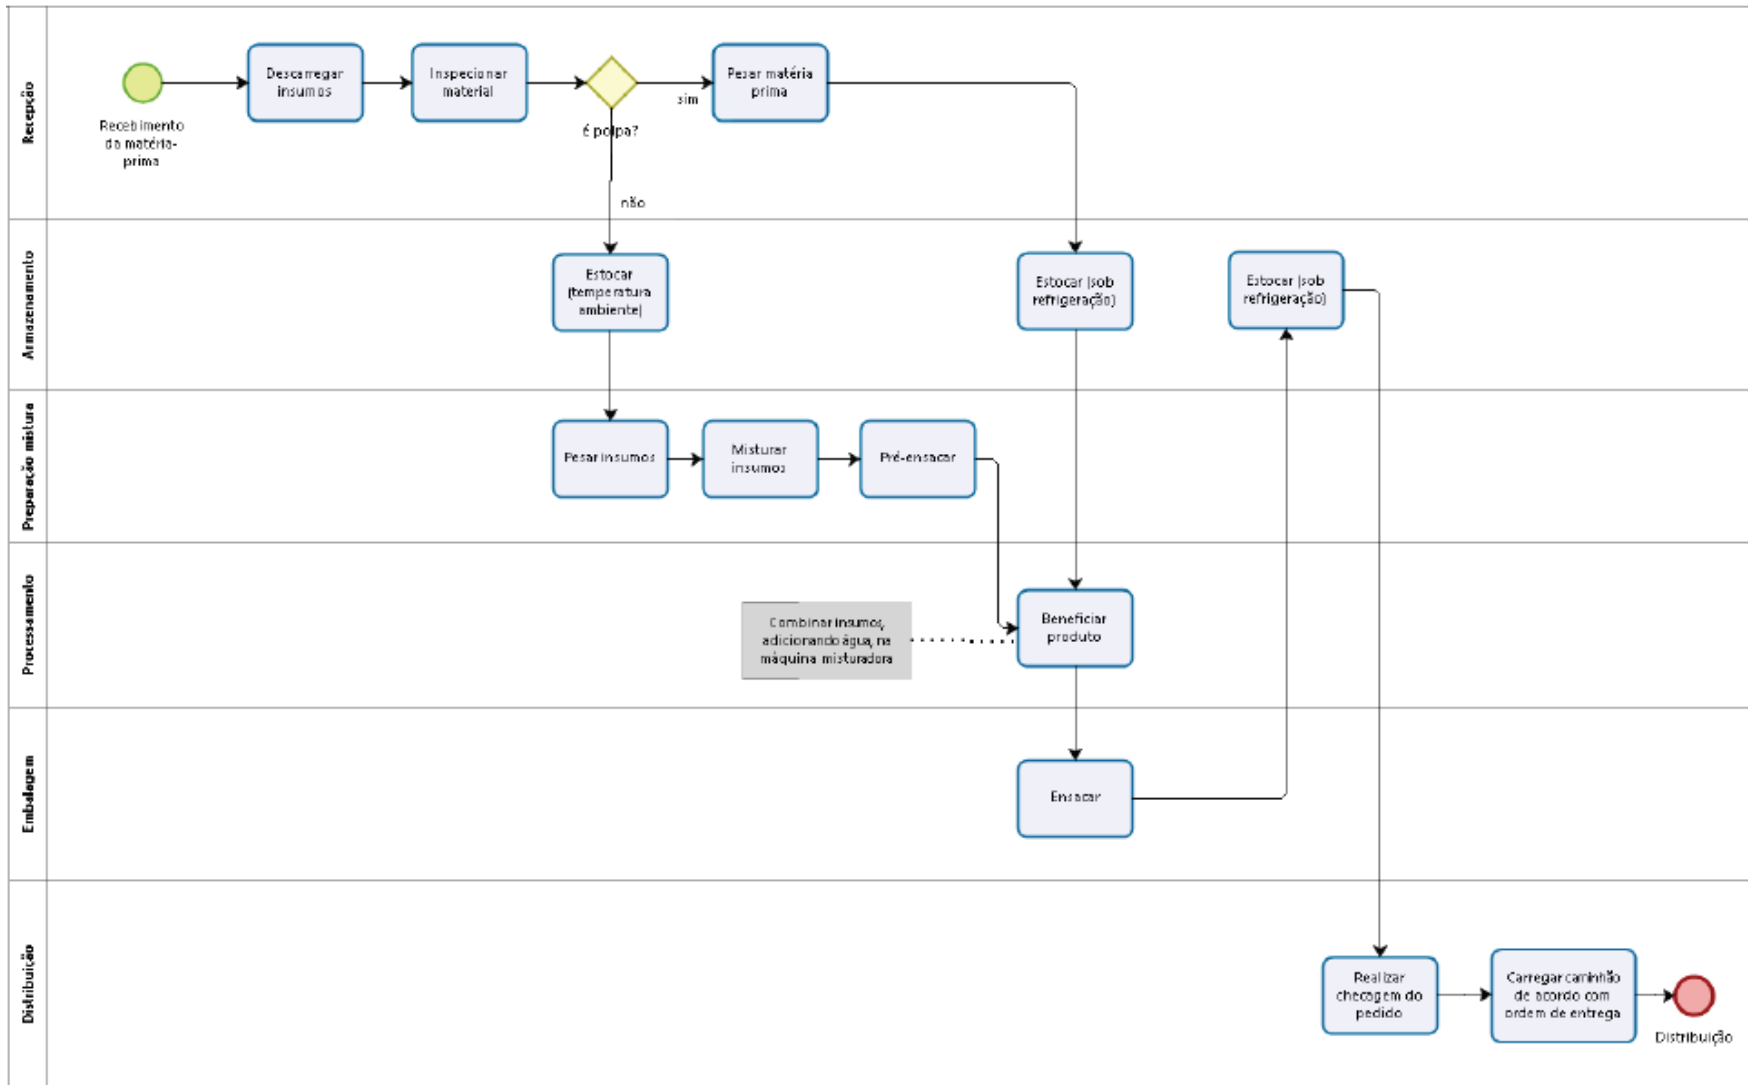 Recepção
Recebimento
da matéria-
prima
Descarregar
insumos
Inspecionar
material
É polpa?
sim
não
Pesar matéria
prima
Armazenamento
Estocar
(temperatura
ambiente)
Estocar (sob
refrigeração)
Estocar (sob
refrigeração)
Preparação mistura
Pesar insumos
Misturar
insumos
Pré-ensacar
Processamento
Combinar insumos,
adicionando água, na
máquina misturadora
Beneficiar
produto
Embalagem
Ensacar
Distribuição
Realizar
checagem do
pedido
Carregar caminhão
de acordo com
ordem de entrega
Distribuição